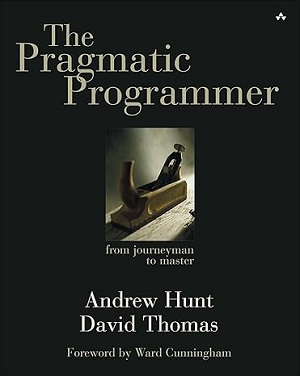 The
Pragmatic
Programmer
from journeyman
to master
Andrew Hunt
David Thomas
Foreword by Ward Cunningham